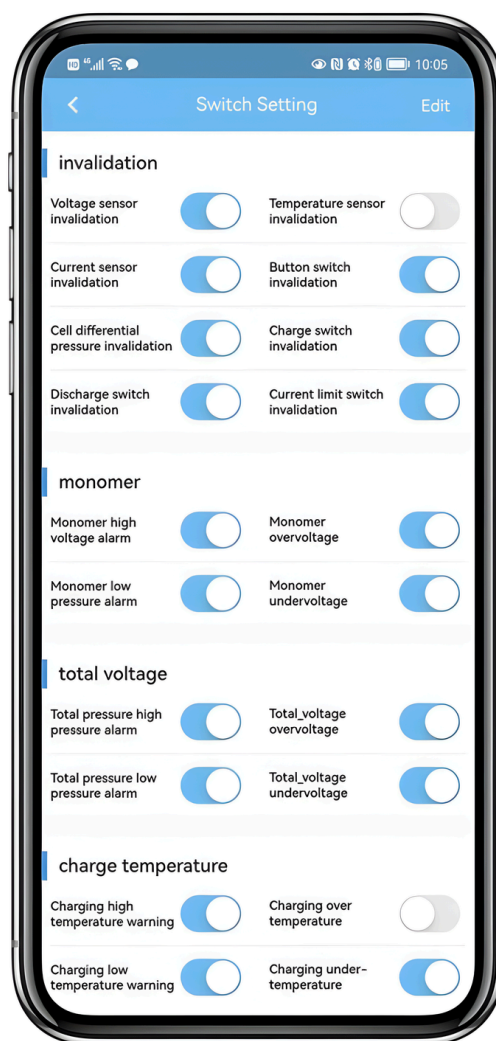 HD 4G 10:05
Switch Setting Edit
invalidation
Voltage sensor
invalidation
Temperature sensor
invalidation
Current sensor
invalidation
Button switch
invalidation
Cell differential
pressure invalidation
Charge switch
invalidation
Discharge switch
invalidation
Current limit switch
invalidation
monomer
Monomer high
voltage alarm
Monomer
overvoltage
Monomer low
pressure alarm
Monomer
undervoltage
total voltage
Total pressure high
pressure alarm
Total_voltage
overvoltage
Total pressure low
pressure alarm
Total_voltage
undervoltage
charge temperature
Charging high
temperature warning
Charging over
temperature
Charging low
temperature warning
Charging under-
temperature